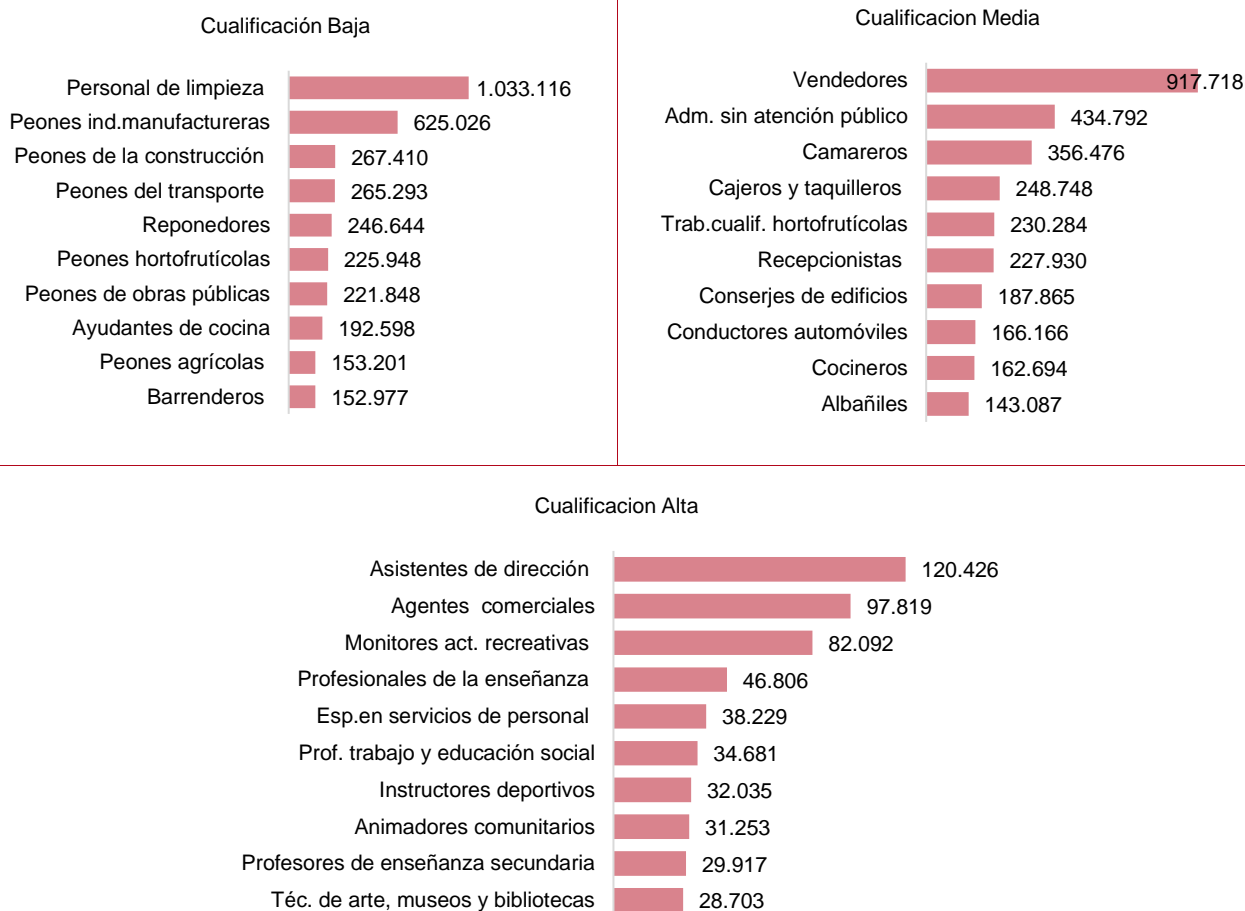 Cualificación Baja
Personal de limpieza 1.033.116
Peones ind.manufactureras 625.026
Peones de la construcción 267.410
Peones del transporte 265.293
Reponedores 246.644
Peones hortofrutícolas 225.948
Peones de obras públicas 221.848
Ayudantes de cocina 192.598
Peones agrícolas 153.201
Barrenderos 152.977
Cualificacion Media
Vendedores 917.718
Adm. sin atención público 434.792
Camareros 356.476
Cajeros y taquilleros 248.748
Trab.cualif. hortofrutícolas 230.284
Recepcionistas 227.930
Conserjes de edificios 187.865
Conductores automóviles 166.166
Cocineros 162.694
Albañiles 143.087
Cualificacion Alta
Asistentes de dirección 120.426
Agentes comerciales 97.819
Monitores act. recreativas 82.092
Profesionales de la enseñanza 46.806
Esp.en servicios de personal 38.229
Prof. trabajo y educación social 34.681
Instructores deportivos 32.035
Animadores comunitarios 31.253
Profesores de enseñanza secundaria 29.917
Téc. de arte, museos y bibliotecas 28.703